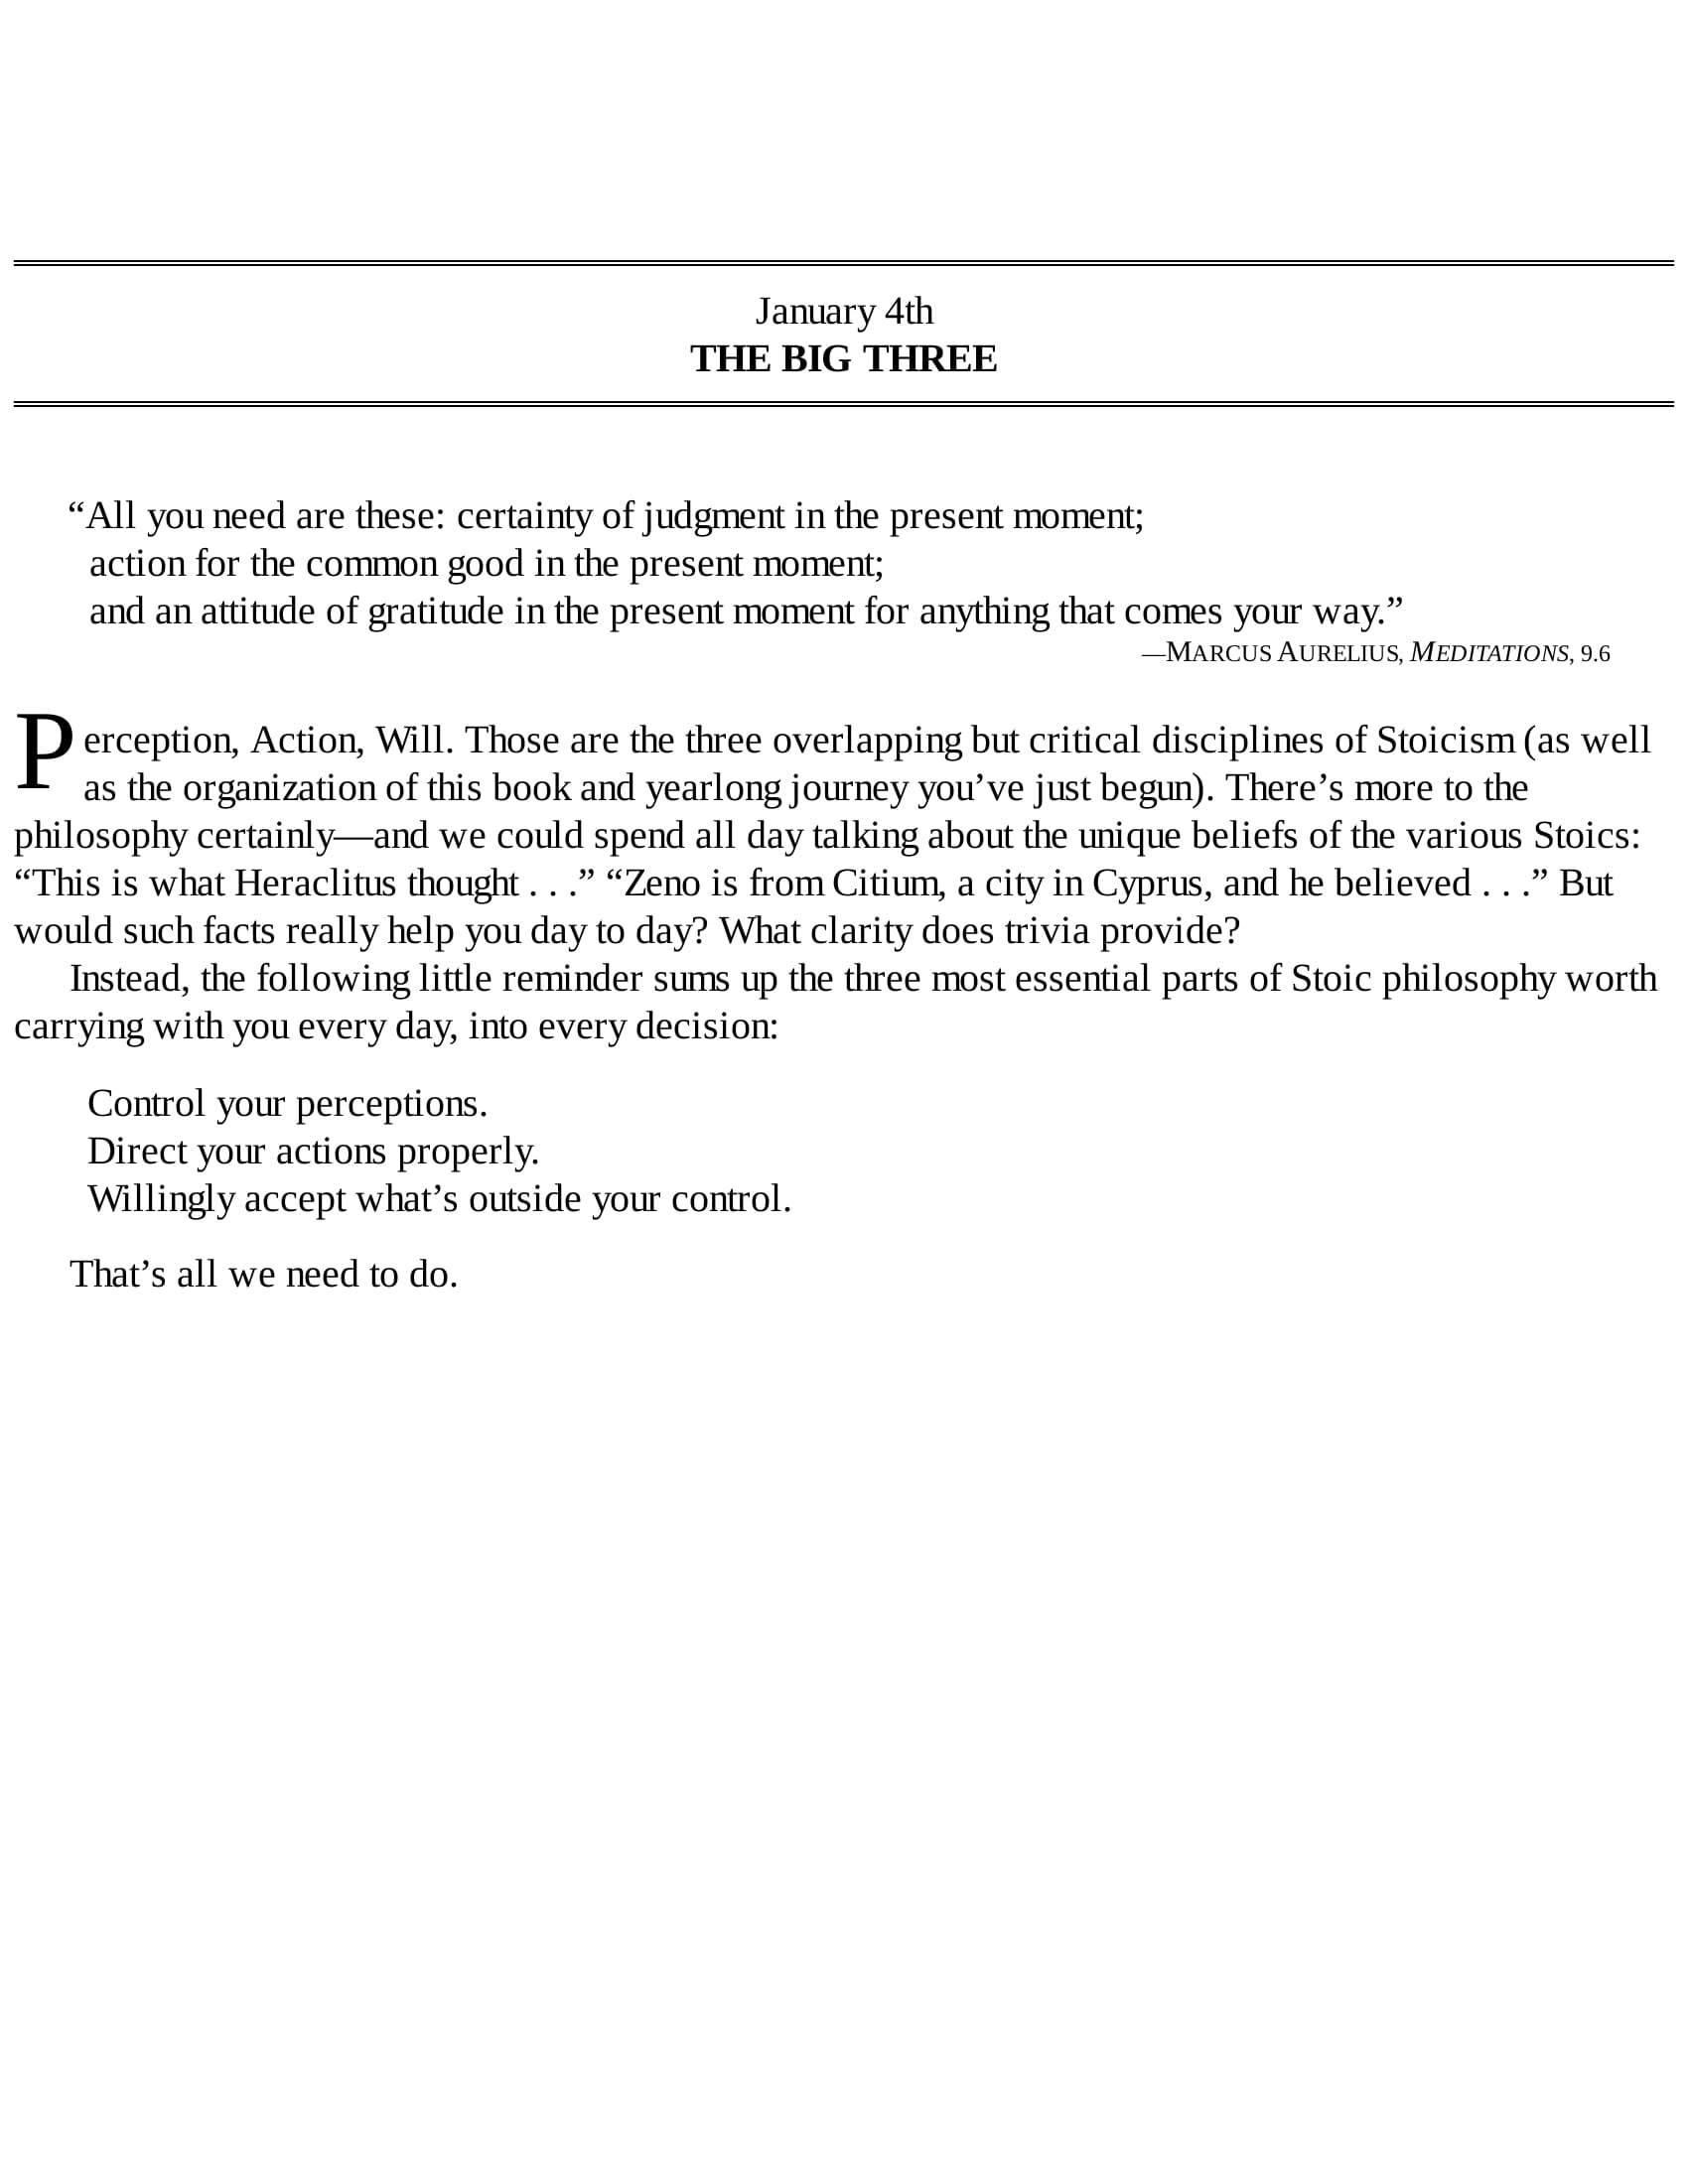 January 4th
THE BIG THREE
“All you need are these: certainty of judgment in the present moment;
action for the common good in the present moment;
and an attitude of gratitude in the present moment for anything that comes your way.”
—MARCUS AURELIUS, MEDITATIONS, 9.6
Perception, Action, Will. Those are the three overlapping but critical disciplines of Stoicism (as well
as the organization of this book and yearlong journey you’ve just begun). There’s more to the
philosophy certainly—and we could spend all day talking about the unique beliefs of the various Stoics:
“This is what Heraclitus thought . . .” “Zeno is from Citium, a city in Cyprus, and he believed . . .” But
would such facts really help you day to day? What clarity does trivia provide?
Instead, the following little reminder sums up the three most essential parts of Stoic philosophy worth
carrying with you every day, into every decision:
Control your perceptions.
Direct your actions properly.
Willingly accept what’s outside your control.
That’s all we need to do.